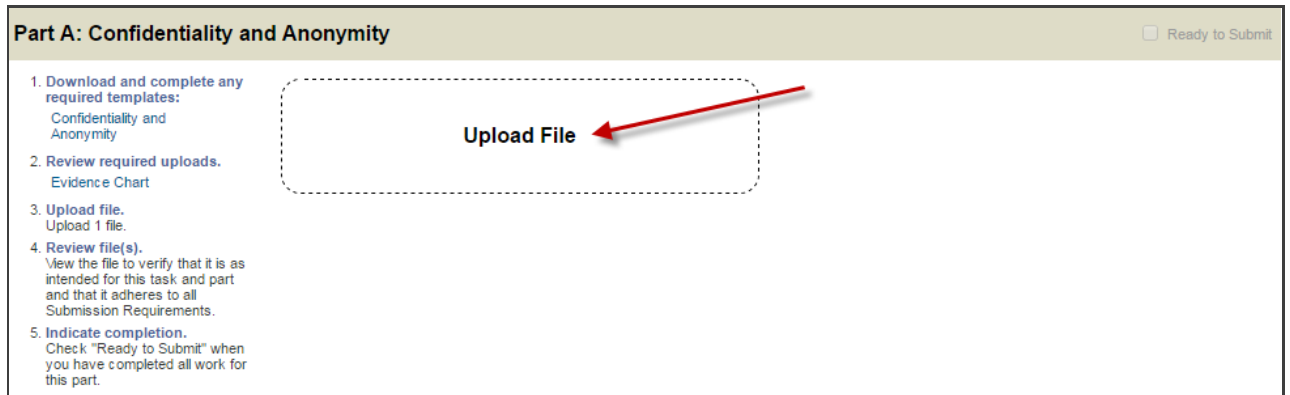 Part A: Confidentiality and Anonymity
Ready to Submit
1. Download and complete any
required templates:
Confidentiality and
Anonymity
2. Review required uploads.
Evidence Chart
3. Upload file.
Upload 1 file.
4. Review file(s).
View the file to verify that it is as
intended for this task and part
and that it adheres to all
Submission Requirements.
5. Indicate completion.
Check "Ready to Submit" when
you have completed all work for
this part.
Upload File